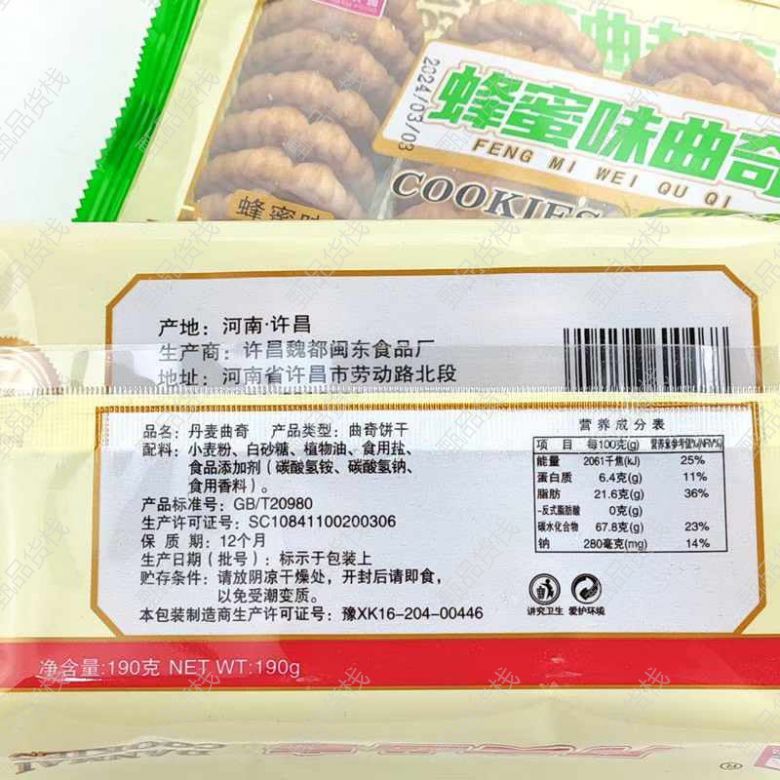 2024/03/03
蜂蜜味曲奇
FENG MI WEI QU QI
COOKIES
蜂蜜味
产地：河南·许昌
生产商：许昌魏都闽东食品厂
地址：河南省许昌市劳动路北段
品名：丹麦曲奇 产品类型：曲奇饼干
配料：小麦粉、白砂糖、植物油、食用盐、
食品添加剂（碳酸氢铵、碳酸氢钠、
食用香料）。
产品标准号：GB/T20980
生产许可证号：SC10841100200306
保 质 期：12个月
生产日期（批号）：标示于包装上
贮存条件：请放阴凉干燥处，开封后请即食，
以免受潮变质。
本包装制造商生产许可证号：豫XK16-204-00446
营养成分表
项 目 每100克(g) 营养素参考值%(NRV%)
能量 2061千焦(kJ) 25%
蛋白质 6.4克(g) 11%
脂肪 21.6克(g) 36%
-反式脂肪酸 0克(g)
碳水化合物 67.8克(g) 23%
钠 280毫克(mg) 14%
讲究卫生 爱护环境
净含量:190克 NET WT:190g
DANMAI
COOKIES
甄品货栈